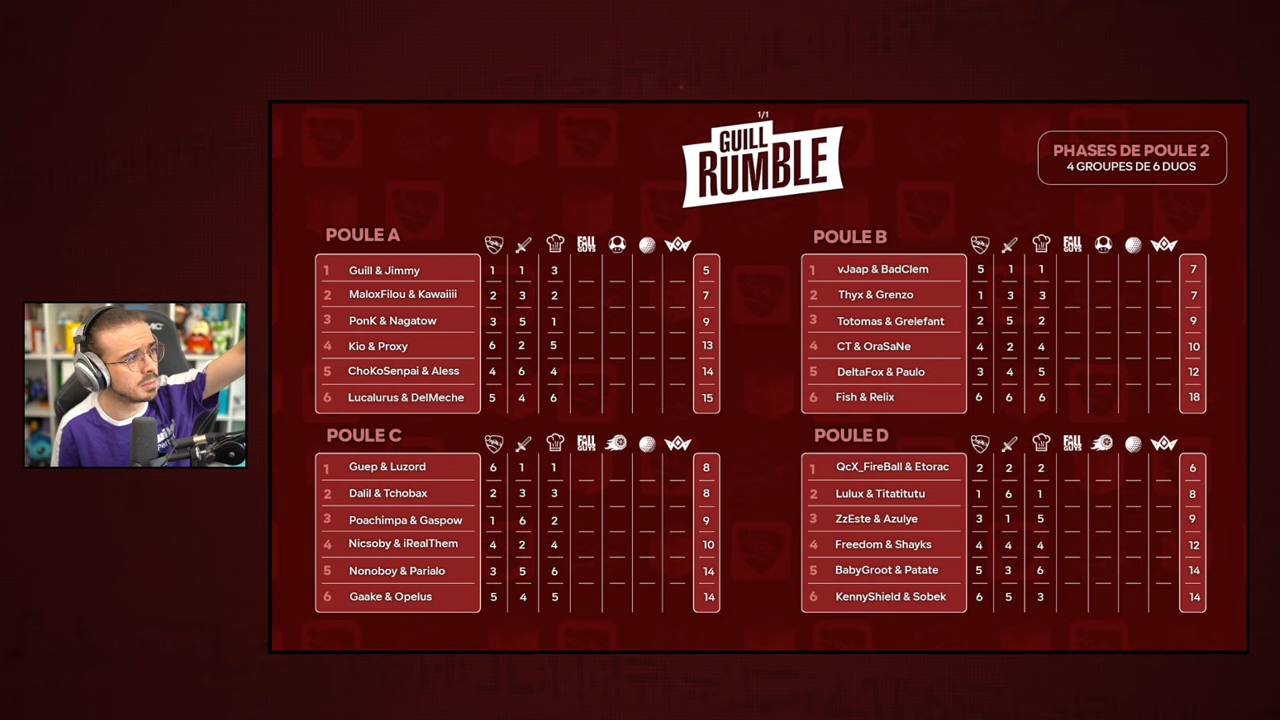 1/1
GUILL
RUMBLE
PHASES DE POULE 2
4 GROUPES DE 6 DUOS
POULE A
FALL GUYS
1 Guill & Jimmy 1 1 3 5
2 MaloxFilou & Kawaiiii 2 3 2 7
3 PonK & Nagatow 3 5 1 9
4 Kio & Proxy 6 2 5 13
5 ChoKoSenpai & Aless 4 6 4 14
6 Lucalurus & DelMeche 5 4 6 15
POULE B
FALL GUYS
1 vJaap & BadClem 5 1 1 7
2 Thyx & Grenzo 1 3 3 7
3 Totomas & Grelefant 2 5 2 9
4 CT & OraSaNe 4 2 4 10
5 DeltaFox & Paulo 3 4 5 12
6 Fish & Relix 6 6 6 18
POULE C
FALL GUYS
1 Guep & Luzord 6 1 1 8
2 Dalil & Tchobax 2 3 3 8
3 Poachimpa & Gaspow 1 6 2 9
4 Nicsoby & iRealThem 4 2 4 10
5 Nonoboy & Parialo 3 5 6 14
6 Gaake & Opelus 5 4 5 14
POULE D
FALL GUYS
1 QcX_FireBall & Etorac 2 2 2 6
2 Lulux & Titatitutu 1 6 1 8
3 ZzEste & Azulye 3 1 5 9
4 Freedom & Shayks 4 4 4 12
5 BabyGroot & Patate 5 3 6 14
6 KennyShield & Sobek 6 5 3 14